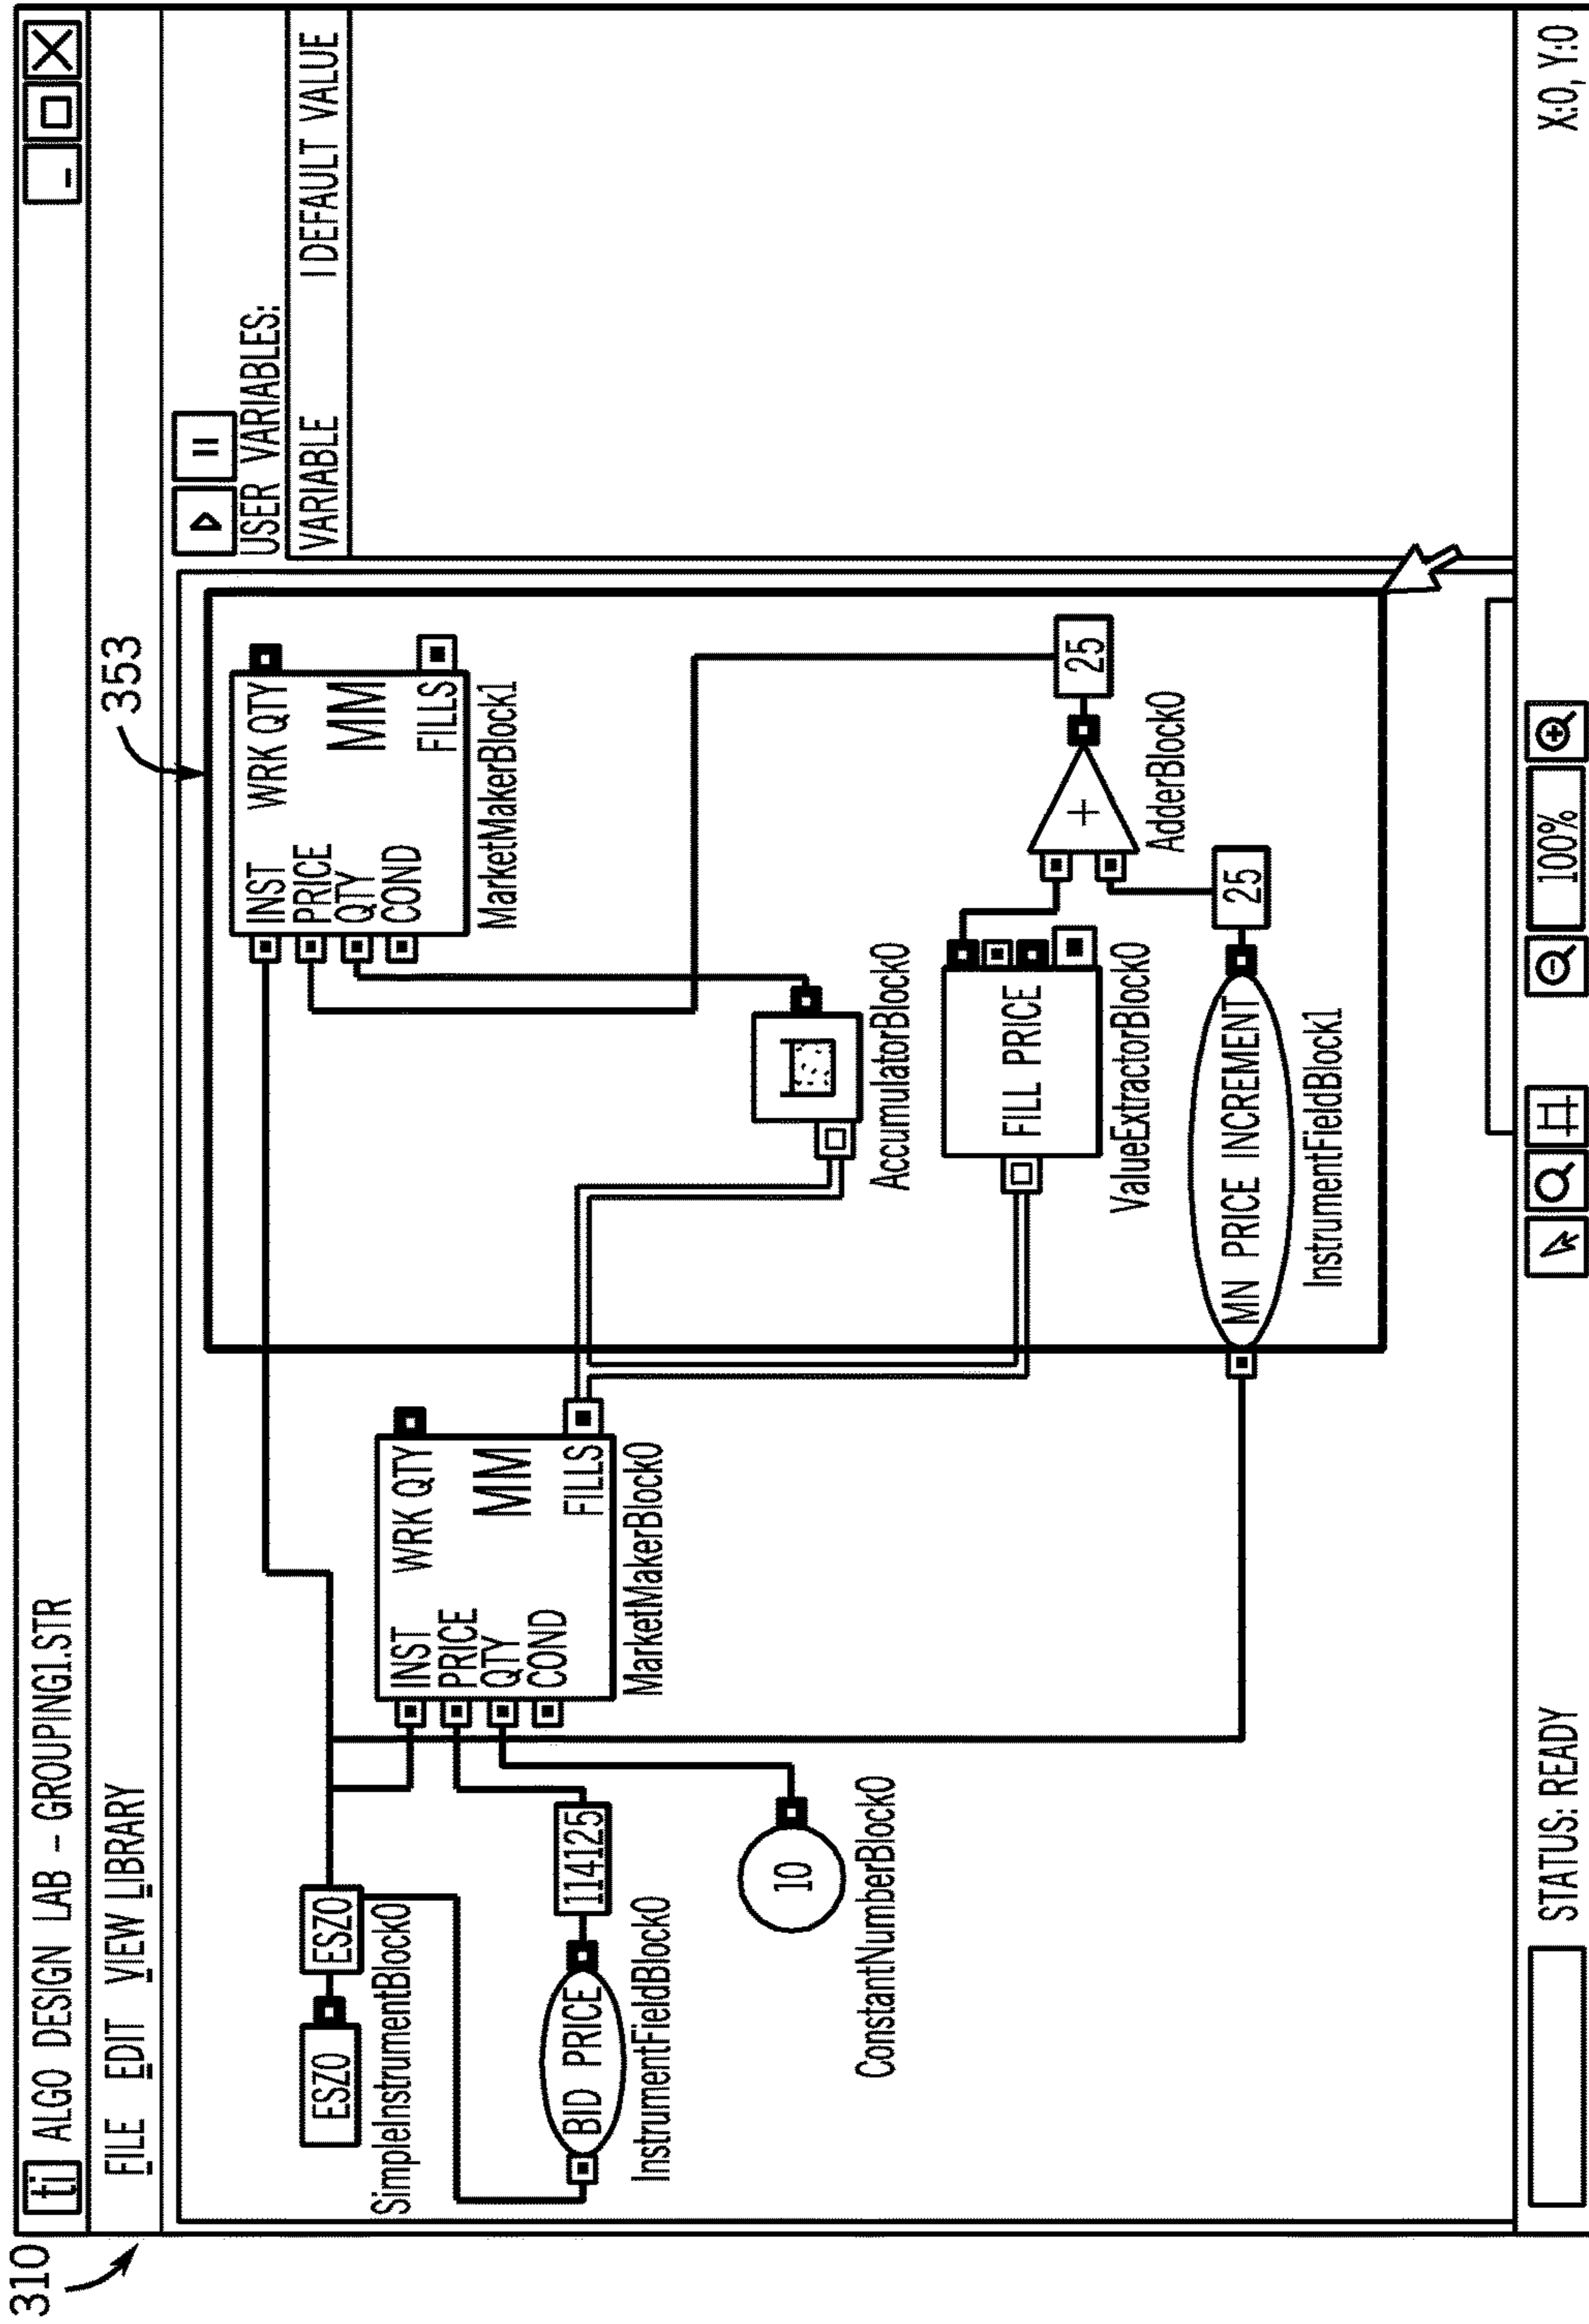 310
ti ALGO DESIGN LAB – GROUPING1.STR
FILE EDIT VIEW LIBRARY
353
USER VARIABLES:
VARIABLE | DEFAULT VALUE
ESZ0 ESZ0
SimpleInstrumentBlock0
BID PRICE 114125
InstrumentFieldBlock0
10
ConstantNumberBlock0
INST WRK QTY
PRICE
QTY MM
COND
FILLS
MarketMakerBlock0
INST WRK QTY
PRICE
QTY MM
COND
FILLS
MarketMakerBlock1
AccumulatorBlock0
FILL PRICE
ValueExtractorBlock0
+ 25
AdderBlock0
MN PRICE INCREMENT 25
InstrumentFieldBlock1
STATUS: READY
100%
X:0, Y:0